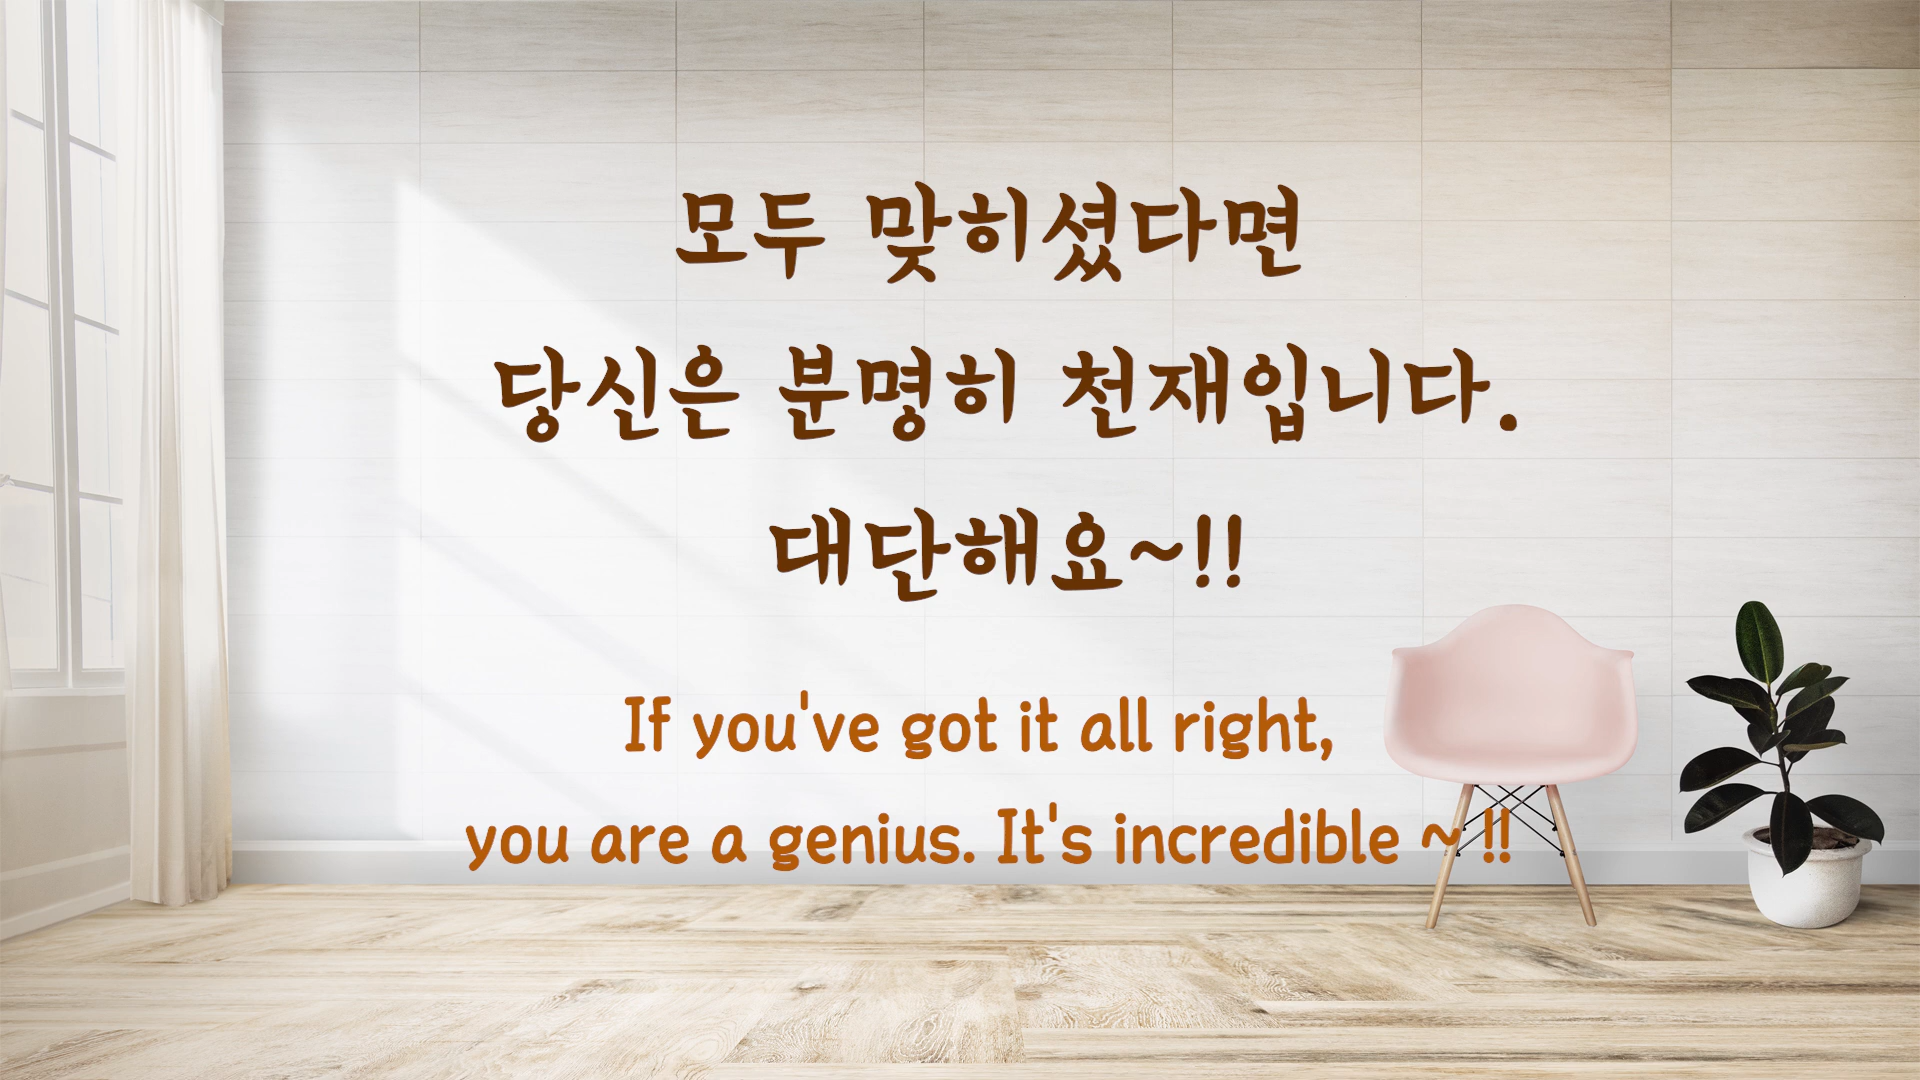 모두 맞히셨다면
당신은 분명히 천재입니다.
대단해요~!!
If you've got it all right,
you are a genius. It's incredible ~ !!